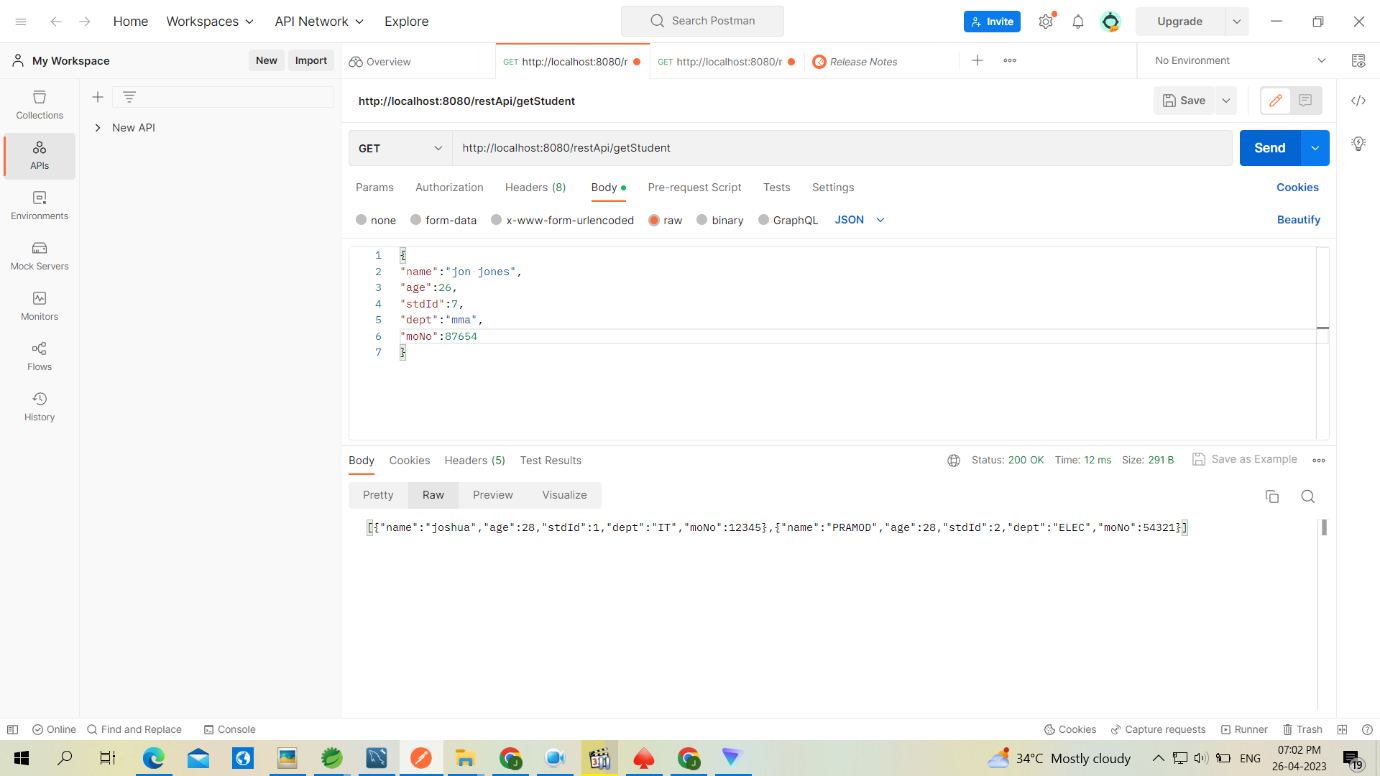 Home
Workspaces
API Network
Explore
Search Postman
Invite
Upgrade
My Workspace
New
Import
Overview
GET http://localhost:8080/r
GET http://localhost:8080/r
Release Notes
No Environment
Collections
APIs
Environments
Mock Servers
Monitors
Flows
History
New API
http://localhost:8080/restApi/getStudent
Save
GET
http://localhost:8080/restApi/getStudent
Send
Params
Authorization
Headers (8)
Body
Pre-request Script
Tests
Settings
Cookies
none
form-data
x-www-form-urlencoded
raw
binary
GraphQL
JSON
Beautify
1 {
2 "name":"jon jones",
3 "age":26,
4 "stdId":7,
5 "dept":"mma",
6 "moNo":87654
7 }
Body
Cookies
Headers (5)
Test Results
Status: 200 OK
Time: 12 ms
Size: 291 B
Save as Example
Pretty
Raw
Preview
Visualize
[{"name":"joshua","age":28,"stdId":1,"dept":"IT","moNo":12345},{"name":"PRAMOD","age":28,"stdId":2,"dept":"ELEC","moNo":54321}]
Online
Find and Replace
Console
Cookies
Capture requests
Runner
Trash
34°C Mostly cloudy
ENG
07:02 PM
26-04-2023
19